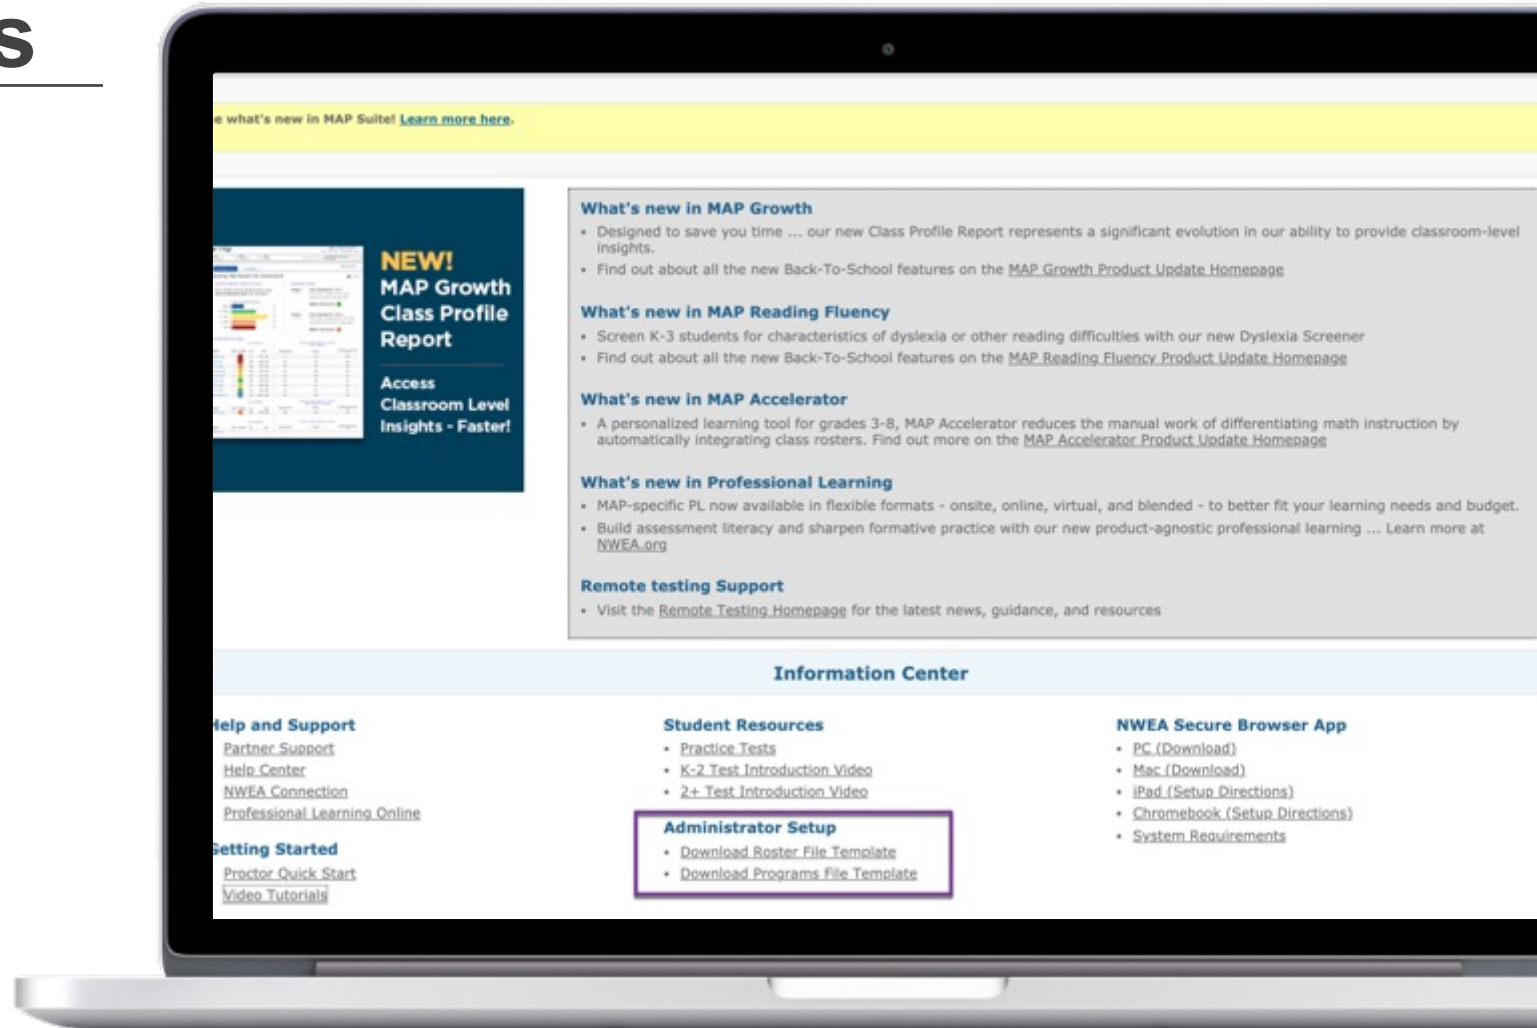 s
e what's new in MAP Suite! Learn more here.
NEW!
MAP Growth
Class Profile
Report
Access
Classroom Level
Insights - Faster!
What's new in MAP Growth
• Designed to save you time ... our new Class Profile Report represents a significant evolution in our ability to provide classroom-level
insights.
• Find out about all the new Back-To-School features on the MAP Growth Product Update Homepage
What's new in MAP Reading Fluency
• Screen K-3 students for characteristics of dyslexia or other reading difficulties with our new Dyslexia Screener
• Find out about all the new Back-To-School features on the MAP Reading Fluency Product Update Homepage
What's new in MAP Accelerator
• A personalized learning tool for grades 3-8, MAP Accelerator reduces the manual work of differentiating math instruction by
automatically integrating class rosters. Find out more on the MAP Accelerator Product Update Homepage
What's new in Professional Learning
• MAP-specific PL now available in flexible formats - onsite, online, virtual, and blended - to better fit your learning needs and budget.
• Build assessment literacy and sharpen formative practice with our new product-agnostic professional learning ... Learn more at
NWEA.org
Remote testing Support
• Visit the Remote Testing Homepage for the latest news, guidance, and resources
Information Center
Help and Support
Partner Support
Help Center
NWEA Connection
Professional Learning Online
Getting Started
Proctor Quick Start
Video Tutorials
Student Resources
• Practice Tests
• K-2 Test Introduction Video
• 2+ Test Introduction Video
Administrator Setup
• Download Roster File Template
• Download Programs File Template
NWEA Secure Browser App
• PC (Download)
• Mac (Download)
• iPad (Setup Directions)
• Chromebook (Setup Directions)
• System Requirements